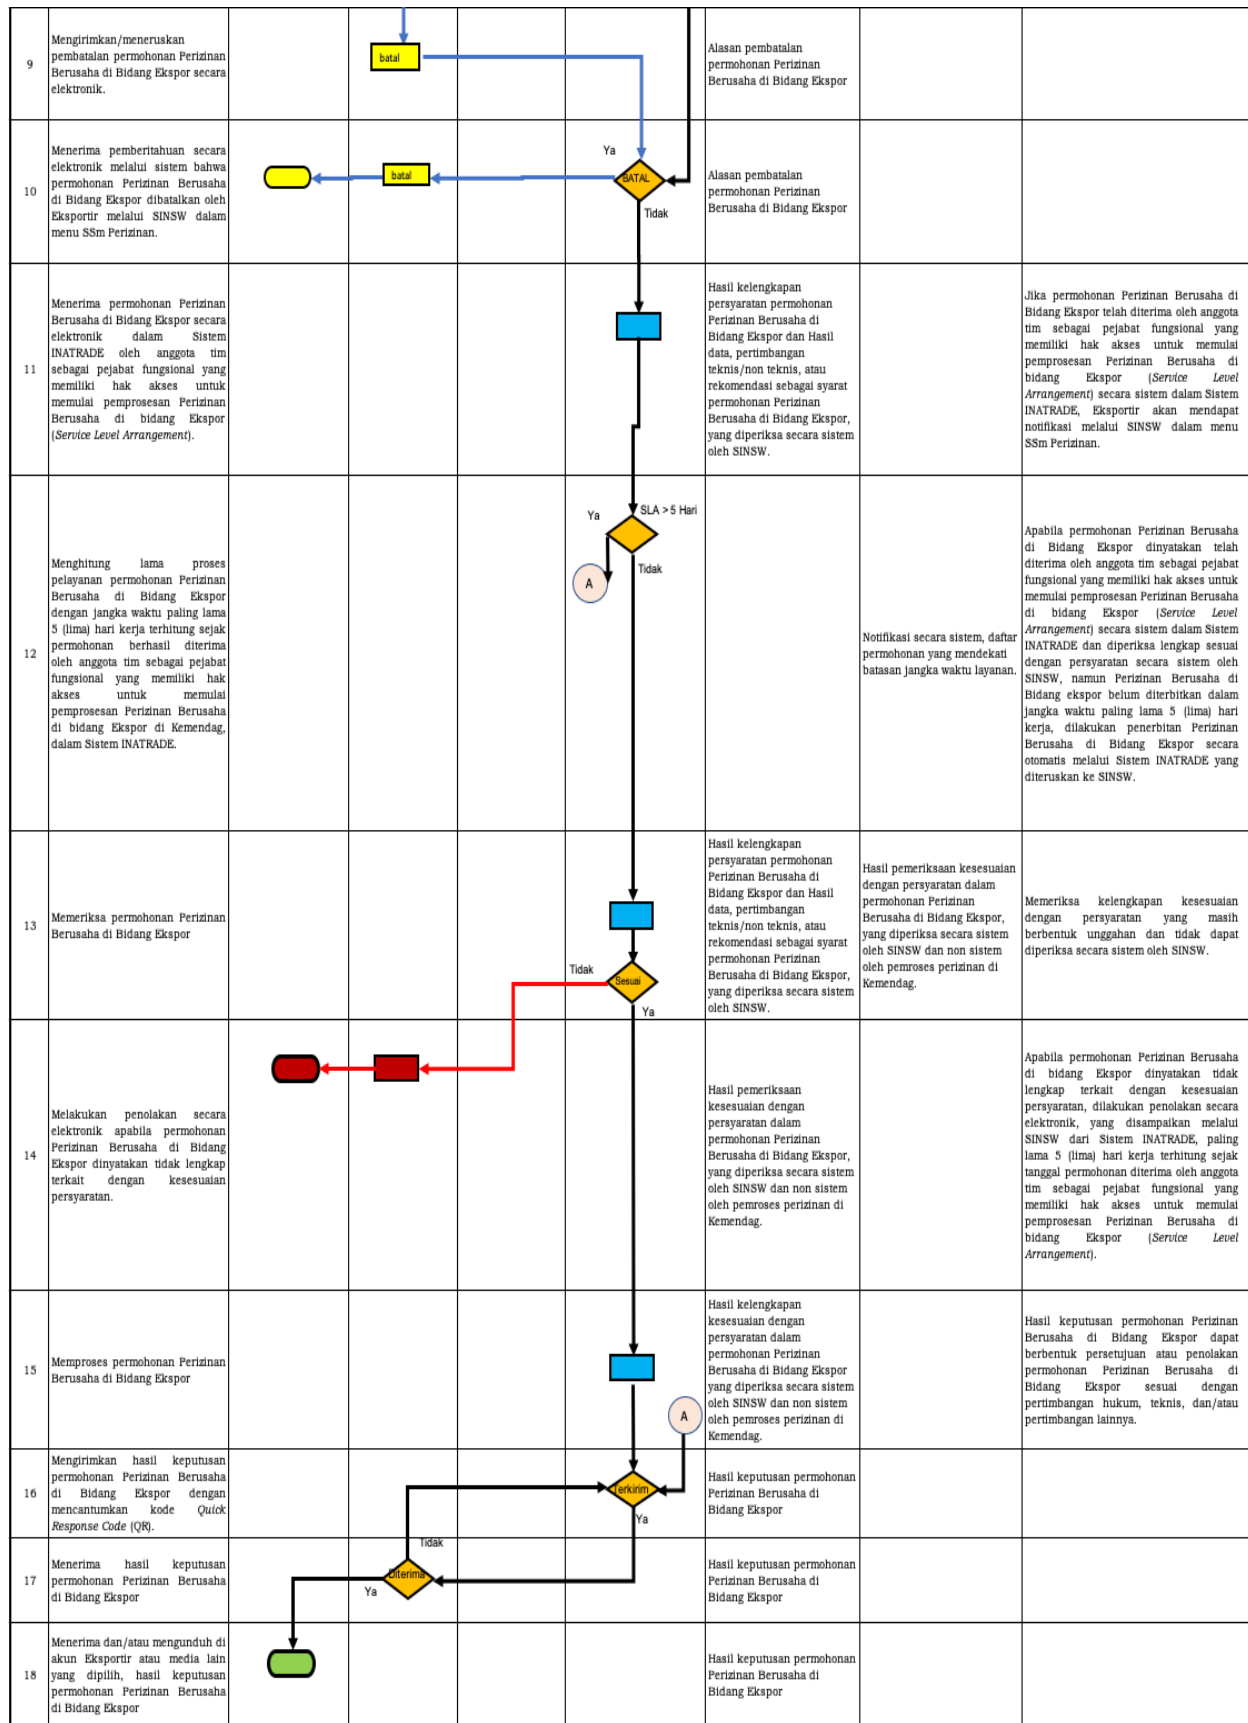 9
Mengirimkan/meneruskan
pembatalan permohonan Perizinan
Berusaha di Bidang Ekspor secara
elektronik.
batal
Alasan pembatalan
permohonan Perizinan
Berusaha di Bidang Ekspor
10
Menerima pemberitahuan secara
elektronik melalui sistem bahwa
permohonan Perizinan Berusaha
di Bidang Ekspor dibatalkan oleh
Eksportir melalui SINSW dalam
menu SSm Perizinan.
batal
Ya
BATAL
Tidak
Alasan pembatalan
permohonan Perizinan
Berusaha di Bidang Ekspor
11
Menerima permohonan Perizinan
Berusaha di Bidang Ekspor secara
elektronik dalam Sistem
INATRADE oleh anggota tim
sebagai pejabat fungsional yang
memiliki hak akses untuk
memulai pemprosesan Perizinan
Berusaha di bidang Ekspor
(Service Level Arrangement).
Hasil kelengkapan
persyaratan permohonan
Perizinan Berusaha di
Bidang Ekspor dan Hasil
data, pertimbangan
teknis/non teknis, atau
rekomendasi sebagai syarat
permohonan Perizinan
Berusaha di Bidang Ekspor,
yang diperiksa secara sistem
oleh SINSW.
Jika permohonan Perizinan Berusaha di
Bidang Ekspor telah diterima oleh anggota
tim sebagai pejabat fungsional yang
memiliki hak akses untuk memulai
pemprosesan Perizinan Berusaha di
bidang Ekspor (Service Level
Arrangement) secara sistem dalam Sistem
INATRADE, Eksportir akan mendapat
notifikasi melalui SINSW dalam menu
SSm Perizinan.
12
Menghitung lama proses
pelayanan permohonan Perizinan
Berusaha di Bidang Ekspor
dengan jangka waktu paling lama
5 (lima) hari kerja terhitung sejak
permohonan berhasil diterima
oleh anggota tim sebagai pejabat
fungsional yang memiliki hak
akses untuk memulai
pemprosesan Perizinan Berusaha
di bidang Ekspor di Kemendag,
dalam Sistem INATRADE.
Ya
SLA > 5 Hari
Tidak
A
Notifikasi secara sistem, daftar
permohonan yang mendekati
batasan jangka waktu layanan.
Apabila permohonan Perizinan Berusaha
di Bidang Ekspor dinyatakan telah
diterima oleh anggota tim sebagai pejabat
fungsional yang memiliki hak akses untuk
memulai pemprosesan Perizinan Berusaha
di bidang Ekspor (Service Level
Arrangement) secara sistem dalam Sistem
INATRADE dan diperiksa lengkap sesuai
dengan persyaratan secara sistem oleh
SINSW, namun Perizinan Berusaha di
Bidang ekspor belum diterbitkan dalam
jangka waktu paling lama 5 (lima) hari
kerja, dilakukan penerbitan Perizinan
Berusaha di Bidang Ekspor secara
otomatis melalui Sistem INATRADE yang
diteruskan ke SINSW.
13
Memeriksa permohonan Perizinan
Berusaha di Bidang Ekspor
Tidak
Sesuai
Ya
Hasil kelengkapan
persyaratan permohonan
Perizinan Berusaha di
Bidang Ekspor dan Hasil
data, pertimbangan
teknis/non teknis, atau
rekomendasi sebagai syarat
permohonan Perizinan
Berusaha di Bidang Ekspor,
yang diperiksa secara sistem
oleh SINSW.
Hasil pemeriksaan kesesuaian
dengan persyaratan dalam
permohonan Perizinan
Berusaha di Bidang Ekspor,
yang diperiksa secara sistem
oleh SINSW dan non sistem
oleh pemroses perizinan di
Kemendag.
Memeriksa kelengkapan kesesuaian
dengan persyaratan yang masih
berbentuk unggahan dan tidak dapat
diperiksa secara sistem oleh SINSW.
14
Melakukan penolakan secara
elektronik apabila permohonan
Perizinan Berusaha di Bidang
Ekspor dinyatakan tidak lengkap
terkait dengan kesesuaian
persyaratan.
Hasil pemeriksaan
kesesuaian dengan
persyaratan dalam
permohonan Perizinan
Berusaha di Bidang Ekspor,
yang diperiksa secara sistem
oleh SINSW dan non sistem
oleh pemroses perizinan di
Kemendag.
Apabila permohonan Perizinan Berusaha
di bidang Ekspor dinyatakan tidak
lengkap terkait dengan kesesuaian
persyaratan, dilakukan penolakan secara
elektronik, yang disampaikan melalui
SINSW dari Sistem INATRADE, paling
lama 5 (lima) hari kerja terhitung sejak
tanggal permohonan diterima oleh anggota
tim sebagai pejabat fungsional yang
memiliki hak akses untuk memulai
pemprosesan Perizinan Berusaha di
bidang Ekspor (Service Level
Arrangement).
15
Memproses permohonan Perizinan
Berusaha di Bidang Ekspor
A
Hasil kelengkapan
kesesuaian dengan
persyaratan dalam
permohonan Perizinan
Berusaha di Bidang Ekspor
yang diperiksa secara sistem
oleh SINSW dan non sistem
oleh pemroses perizinan di
Kemendag.
Hasil keputusan permohonan Perizinan
Berusaha di Bidang Ekspor dapat
berbentuk persetujuan atau penolakan
permohonan Perizinan Berusaha di
Bidang Ekspor sesuai dengan
pertimbangan hukum, teknis, dan/atau
pertimbangan lainnya.
16
Mengirimkan hasil keputusan
permohonan Perizinan Berusaha
di Bidang Ekspor dengan
mencantumkan kode Quick
Response Code (QR).
Terkirim
Ya
Hasil keputusan permohonan
Perizinan Berusaha di
Bidang Ekspor
17
Menerima hasil keputusan
permohonan Perizinan Berusaha
di Bidang Ekspor
Tidak
Diterima
Ya
Hasil keputusan permohonan
Perizinan Berusaha di
Bidang Ekspor
18
Menerima dan/atau mengunduh di
akun Eksportir atau media lain
yang dipilih, hasil keputusan
permohonan Perizinan Berusaha
di Bidang Ekspor
Hasil keputusan permohonan
Perizinan Berusaha di
Bidang Ekspor